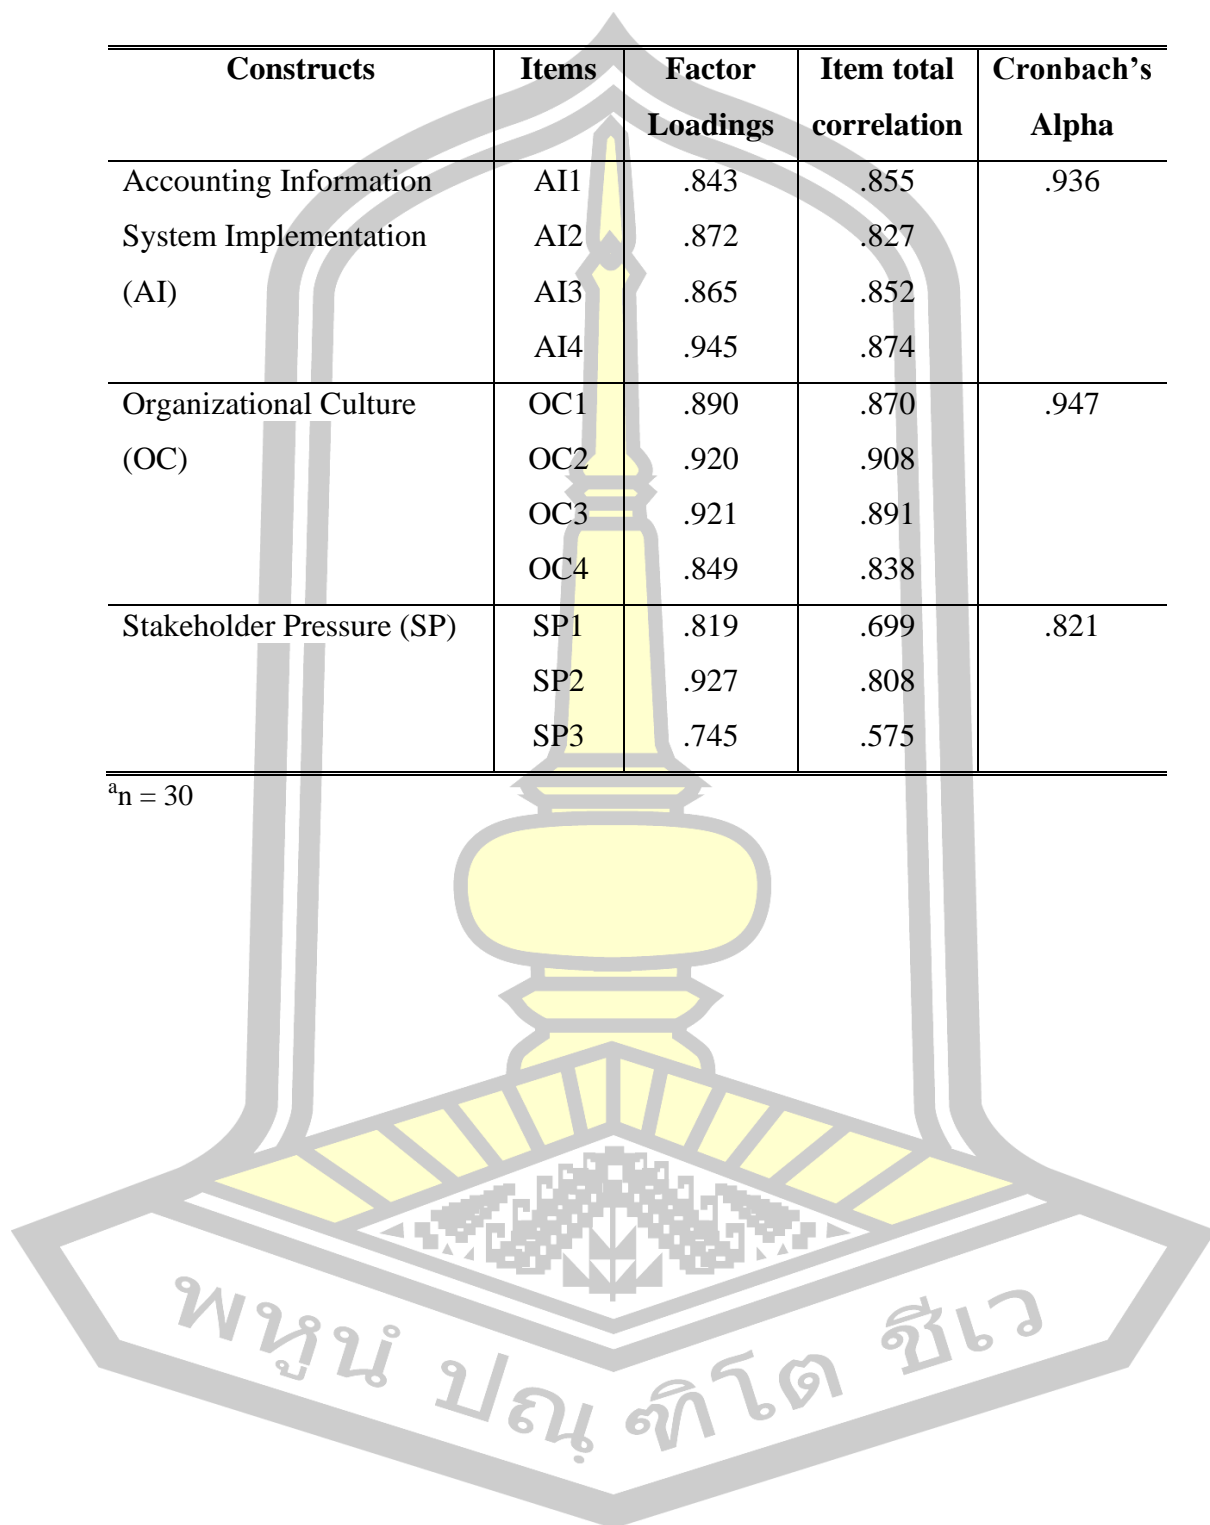 Constructs Items Factor Loadings Item total correlation Cronbach's Alpha
Accounting Information AI1 .843 .855 .936
System Implementation AI2 .872 .827
(AI) AI3 .865 .852
AI4 .945 .874
Organizational Culture OC1 .890 .870 .947
(OC) OC2 .920 .908
OC3 .921 .891
OC4 .849 .838
Stakeholder Pressure (SP) SP1 .819 .699 .821
SP2 .927 .808
SP3 .745 .575
ᵃn = 30
พหูนํ ปณฺฑิโต ชีเว